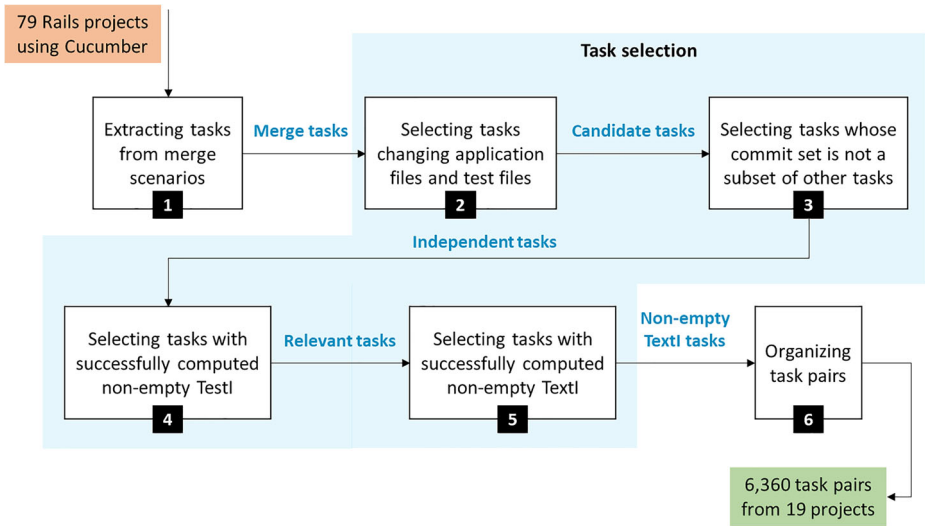 79 Rails projects
using Cucumber
Task selection
Extracting tasks
from merge
scenarios
1
Merge tasks
Selecting tasks
changing application
files and test files
2
Candidate tasks
Selecting tasks whose
commit set is not a
subset of other tasks
3
Independent tasks
Selecting tasks with
successfully computed
non-empty TestI
4
Relevant tasks
Selecting tasks with
successfully computed
non-empty TextI
5
Non-empty
TextI tasks
Organizing
task pairs
6
6,360 task pairs
from 19 projects